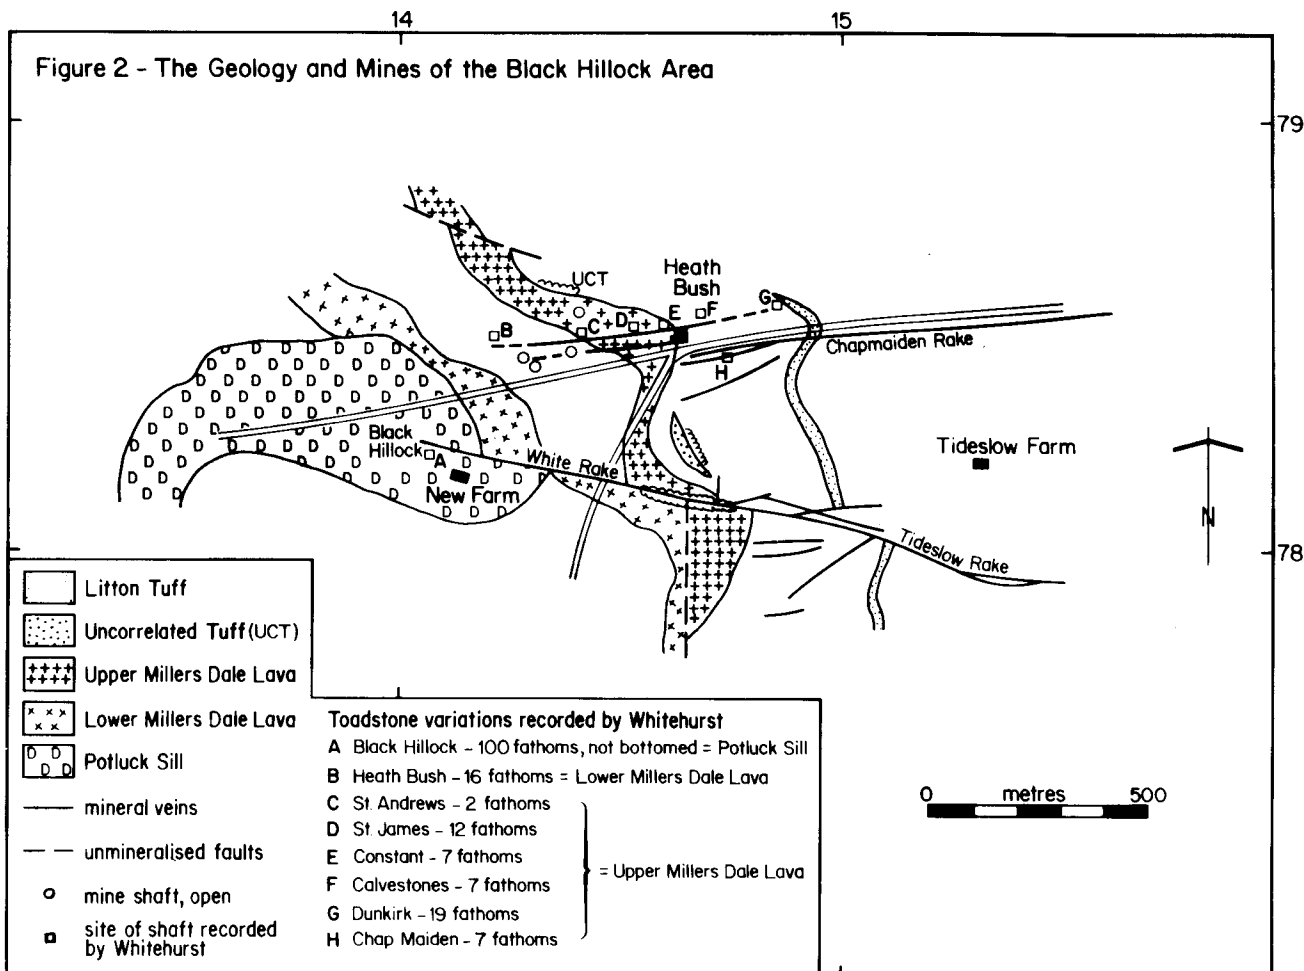 14
15
Figure 2 - The Geology and Mines of the Black Hillock Area
79
UCT
Heath
Bush
G
F
E
D
C
B
Chapmaiden Rake
H
Black
Hillock
A
White Rake
New Farm
Tideslow Farm
N
Tideslow Rake
78
Litton Tuff
Uncorrelated Tuff (UCT)
Upper Millers Dale Lava
Lower Millers Dale Lava
Potluck Sill
mineral veins
unmineralised faults
mine shaft, open
site of shaft recorded
by Whitehurst
Toadstone variations recorded by Whitehurst
A Black Hillock - 100 fathoms, not bottomed = Potluck Sill
B Heath Bush - 16 fathoms = Lower Millers Dale Lava
C St. Andrews - 2 fathoms
D St. James - 12 fathoms
E Constant - 7 fathoms
= Upper Millers Dale Lava
F Calvestones - 7 fathoms
G Dunkirk - 19 fathoms
H Chap Maiden - 7 fathoms
0 metres 500